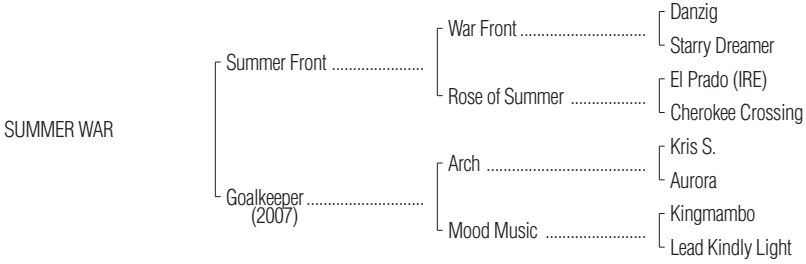 Danzig
War Front ..............................
Starry Dreamer
Summer Front ......................
El Prado (IRE)
Rose of Summer ..................
Cherokee Crossing
SUMMER WAR
Kris S.
Arch ......................................
Aurora
Goalkeeper ...........................
(2007)
Kingmambo
Mood Music ........................
Lead Kindly Light